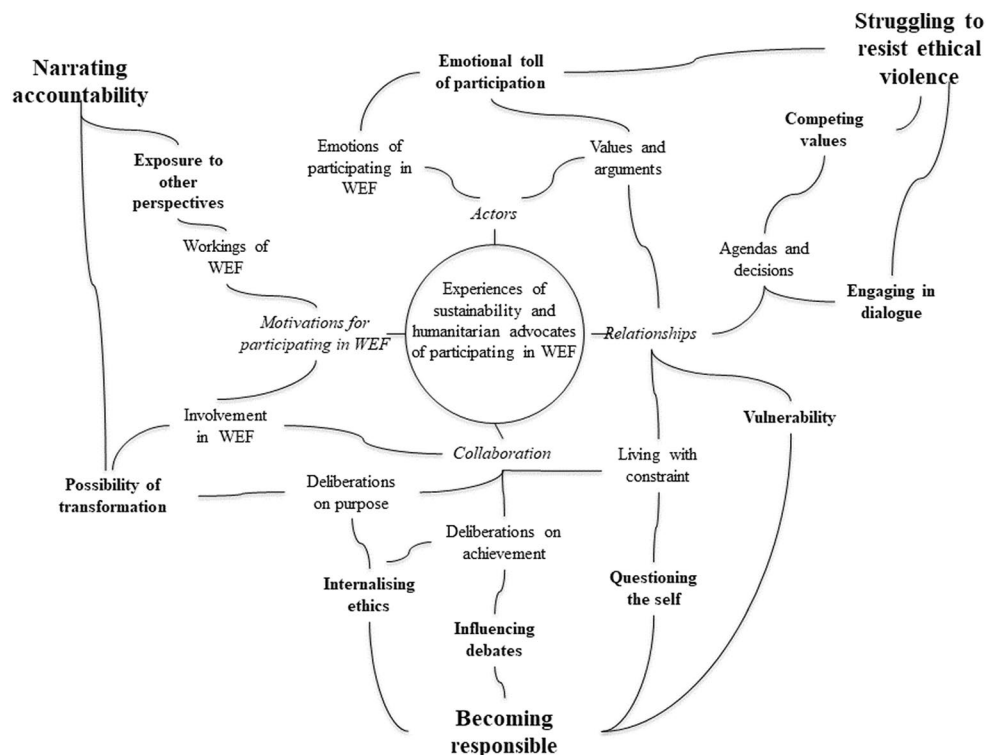 Struggling to
resist ethical
violence
Narrating
accountability
Emotional toll
of participation
Competing
values
Emotions of
participating in
WEF
Values and
arguments
Exposure to
other
perspectives
Actors
Workings of
WEF
Agendas and
decisions
Experiences of
sustainability and
humanitarian advocates
of participating in WEF
Engaging in
dialogue
Motivations for
participating in WEF
Relationships
Involvement
in WEF
Vulnerability
Collaboration
Living with
constraint
Possibility of
transformation
Deliberations
on purpose
Deliberations on
achievement
Internalising
ethics
Questioning
the self
Influencing
debates
Becoming
responsible